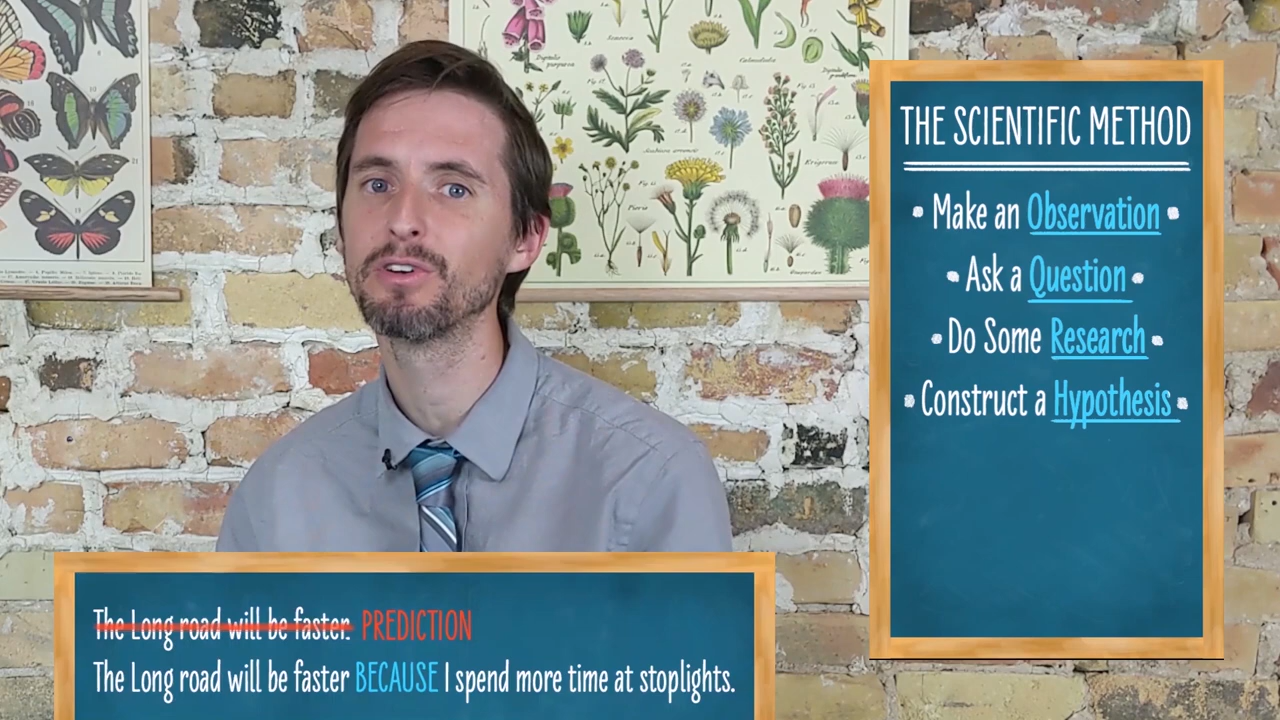 THE SCIENTIFIC METHOD
• Make an Observation •
• Ask a Question •
• Do Some Research •
• Construct a Hypothesis •
The Long road will be faster. PREDICTION
The Long road will be faster BECAUSE I spend more time at stoplights.